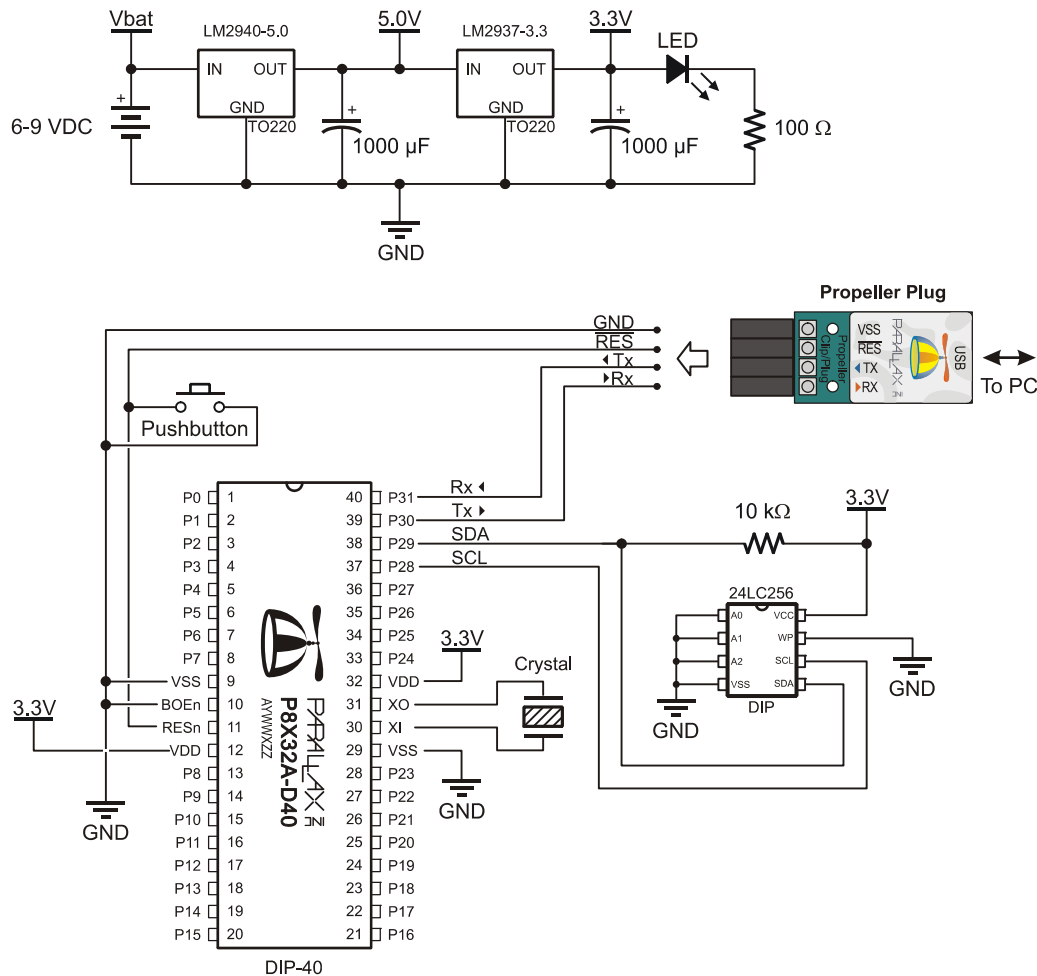 Vbat
LM2940-5.0
5.0V
LM2937-3.3
3.3V
LED
IN
OUT
GND
TO220
IN
OUT
GND
TO220
+
6-9 VDC
+
1000 µF
+
1000 µF
100 Ω
GND
Propeller Plug
GND
RES
Tx
Rx
Propeller
Clip/Plug
VSS
RES
TX
RX
PARALLAX INC
USB
To PC
Pushbutton
P0 1 40 P31
P1 2 39 P30
P2 3 38 P29
P3 4 37 P28
P4 5 36 P27
P5 6 35 P26
P6 7 34 P25
P7 8 33 P24
VSS 9 32 VDD
BOEn 10 31 XO
RESn 11 30 XI
VDD 12 29 VSS
P8 13 28 P23
P9 14 27 P22
P10 15 26 P21
P11 16 25 P20
P12 17 24 P19
P13 18 23 P18
P14 19 22 P17
P15 20 21 P16
PARALLAX INC
P8X32A-D40
AYWWXZZ
DIP-40
Rx
Tx
SDA
SCL
3.3V
GND
3.3V
Crystal
GND
10 kΩ
3.3V
24LC256
A0 VCC
A1 WP
A2 SCL
VSS SDA
DIP
GND
GND